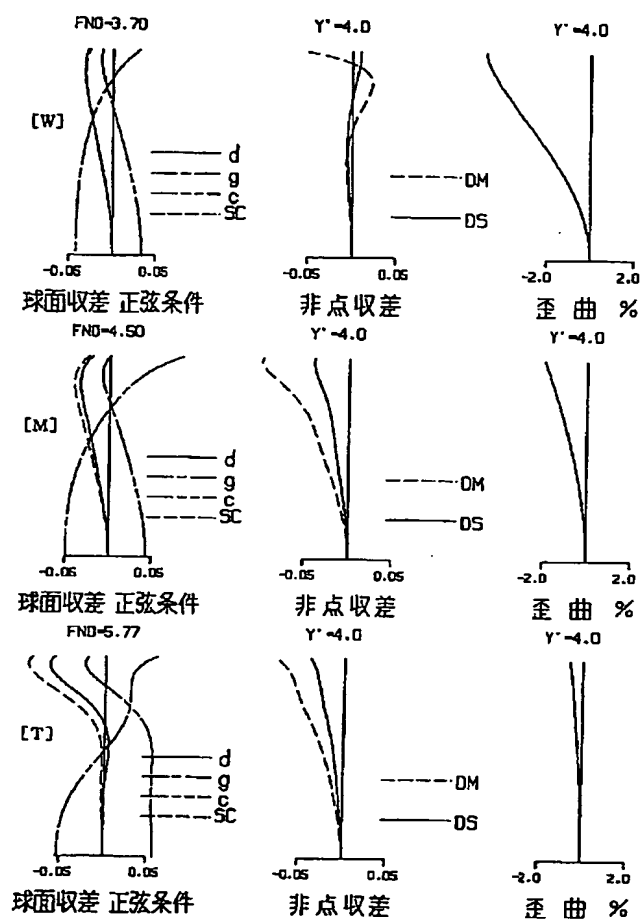 FNO=3.70 Y'=4.0 Y'=4.0
[W]
d
g
c
SC
DM
DS
-0.05 0.05 -0.05 0.05 -2.0 2.0
球面収差 正弦条件 非点収差 歪曲 %
FNO=4.50 Y'=4.0 Y'=4.0
[M]
d
g
c
SC
DM
DS
-0.05 0.05 -0.05 0.05 -2.0 2.0
球面収差 正弦条件 非点収差 歪曲 %
FNO=5.77 Y'=4.0 Y'=4.0
[T]
d
g
c
SC
DM
DS
-0.05 0.05 -0.05 0.05 -2.0 2.0
球面収差 正弦条件 非点収差 歪曲 %